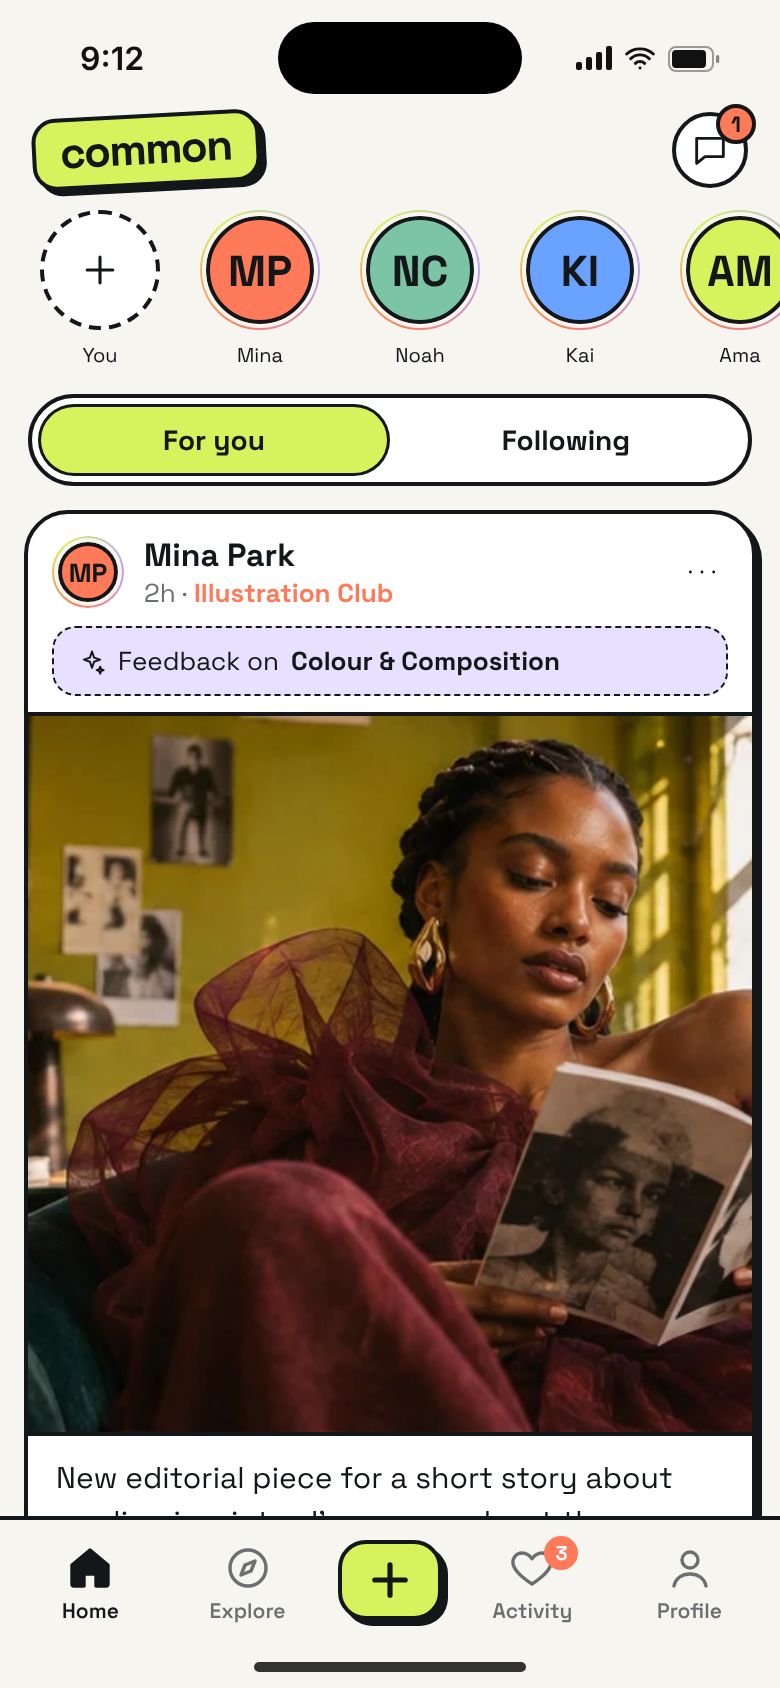 9:12
common
1
MP
NC
KI
AM
You
Mina
Noah
Kai
Ama
For you
Following
MP
Mina Park
2h · Illustration Club
Feedback on Colour & Composition
New editorial piece for a short story about
3
Home
Explore
Activity
Profile